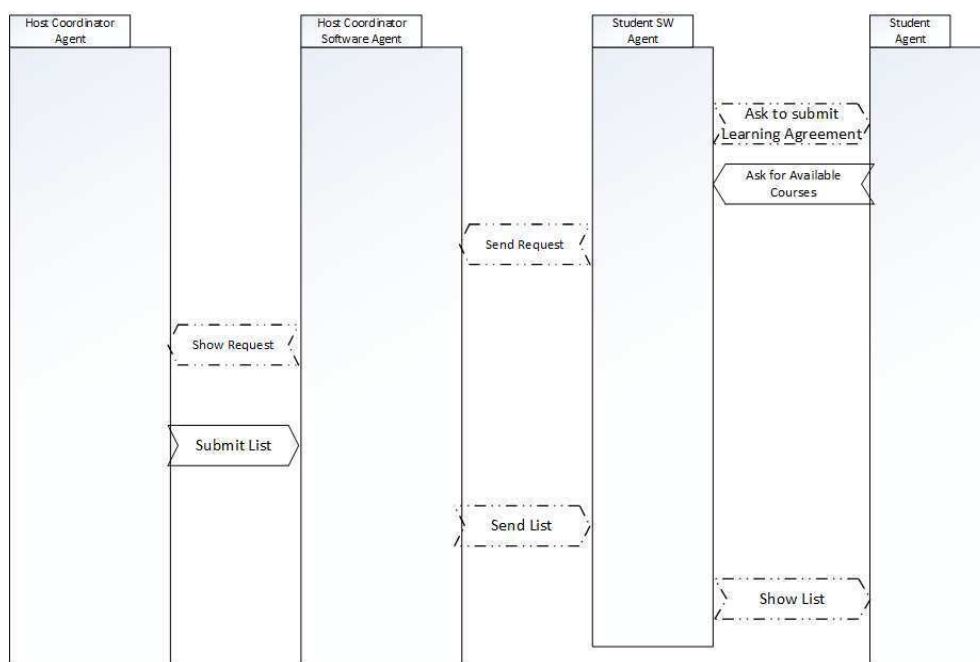 Host Coordinator
Agent
Host Coordinator
Software Agent
Student SW
Agent
Student
Agent
Ask to submit
Learning Agreement
Ask for Available
Courses
Send Request
Show Request
Submit List
Send List
Show List